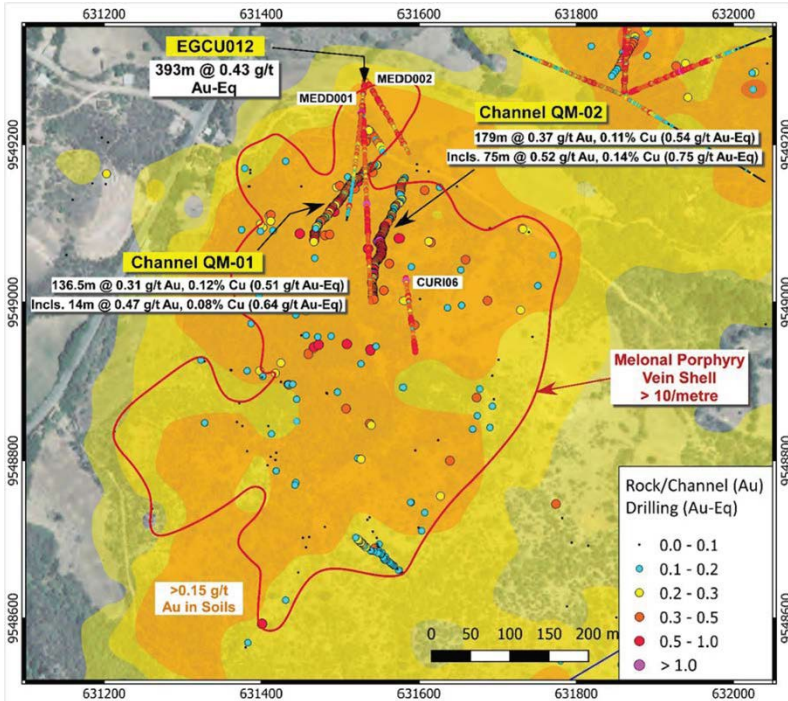 631200
631400
631600
631800
632000
EGCU012
393m @ 0.43 g/t
Au-Eq
MEDD002
MEDD001
Channel QM-02
179m @ 0.37 g/t Au, 0.11% Cu (0.54 g/t Au-Eq)
Incls. 75m @ 0.52 g/t Au, 0.14% Cu (0.75 g/t Au-Eq)
9549200
9549200
Channel QM-01
136.5m @ 0.31 g/t Au, 0.12% Cu (0.51 g/t Au-Eq)
Incls. 14m @ 0.47 g/t Au, 0.08% Cu (0.64 g/t Au-Eq)
CURI06
9549000
9549000
Melonal Porphyry
Vein Shell
> 10/metre
9548800
9548800
Rock/Channel (Au)
Drilling (Au-Eq)
0.0 - 0.1
0.1 - 0.2
0.2 - 0.3
0.3 - 0.5
0.5 - 1.0
> 1.0
>0.15 g/t
Au in Soils
9548600
9548600
0 50 100 150 200 m
631200
631400
631600
631800
632000